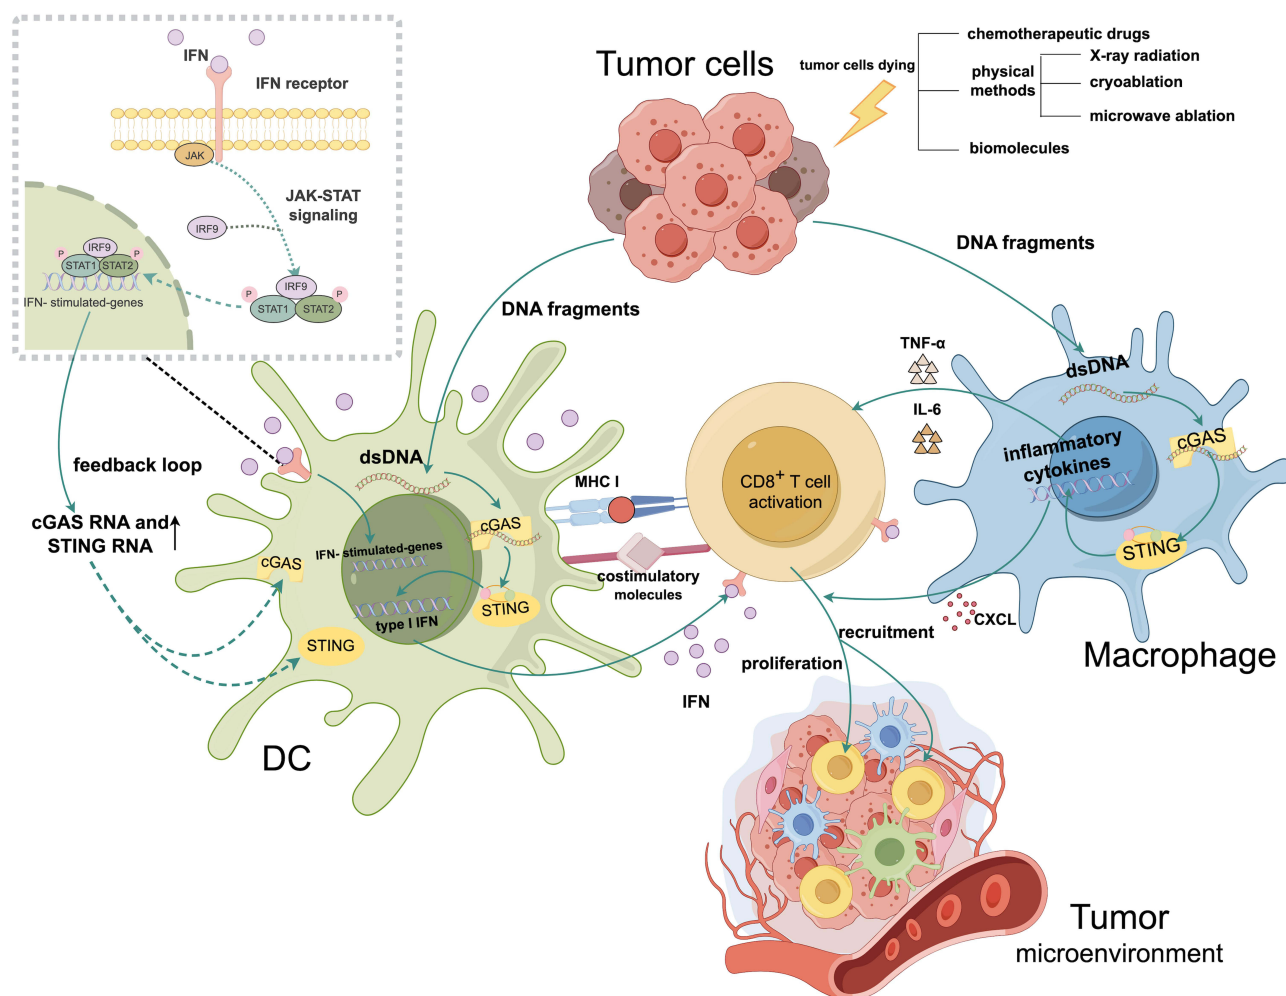 IFN
IFN receptor
JAK
JAK-STAT
signaling
IRF9
IRF9
P
P
STAT1
STAT2
IFN- stimulated-genes
IRF9
P
P
STAT1
STAT2
Tumor cells
tumor cells dying
chemotherapeutic drugs
physical
methods
X-ray radiation
cryoablation
microwave ablation
biomolecules
DNA fragments
DNA fragments
feedback loop
cGAS RNA and
STING RNA
dsDNA
cGAS
IFN- stimulated-genes
type I IFN
STING
cGAS
STING
DC
MHC I
costimulatory
molecules
CD8+ T cell
activation
TNF-α
IL-6
dsDNA
cGAS
inflammatory
cytokines
STING
CXCL
Macrophage
IFN
recruitment
proliferation
Tumor
microenvironment